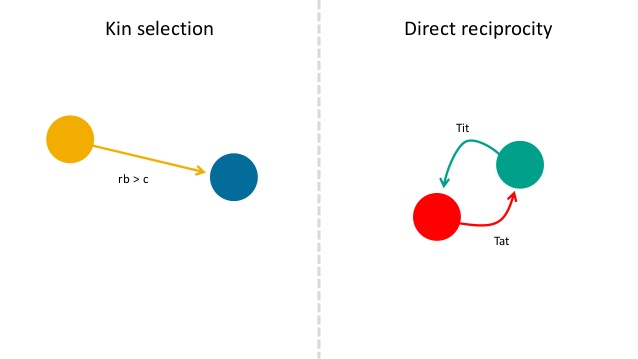 Kin selection
rb > c
Direct reciprocity
Tit
Tat